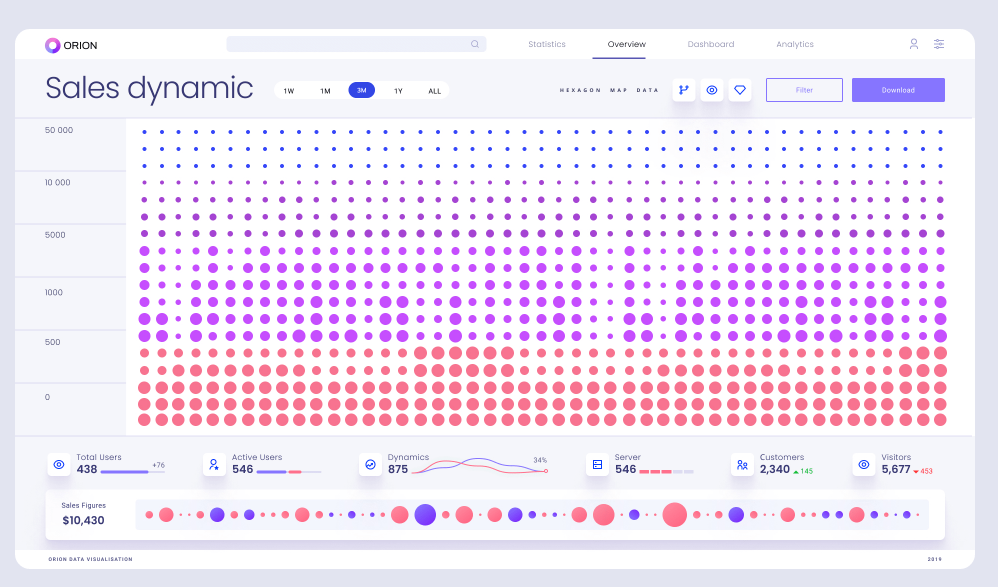 ORION
Statistics
Overview
Dashboard
Analytics
Sales dynamic
1W
1M
3M
1Y
ALL
HEXAGON MAP DATA
Filter
Download
50 000
10 000
5000
1000
500
0
Total Users
438
+76
Active Users
546
Dynamics
875
34%
Server
546
Customers
2,340
145
Visitors
5,677
453
Sales Figures
$10,430
ORION DATA VISUALISATION
2019